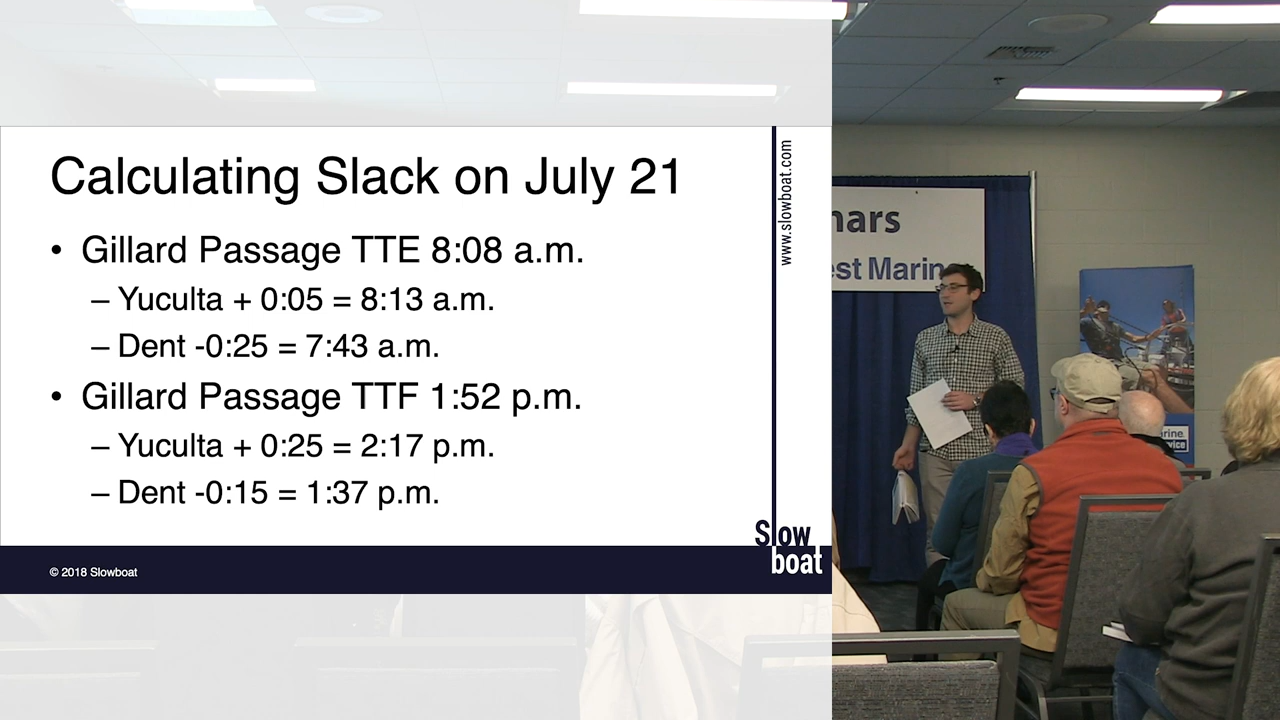 Calculating Slack on July 21
• Gillard Passage TTE 8:08 a.m.
– Yuculta + 0:05 = 8:13 a.m.
– Dent -0:25 = 7:43 a.m.
• Gillard Passage TTF 1:52 p.m.
– Yuculta + 0:25 = 2:17 p.m.
– Dent -0:15 = 1:37 p.m.
www.slowboat.com
Slow
boat
© 2018 Slowboat
nars
est Marin
rine
rvice